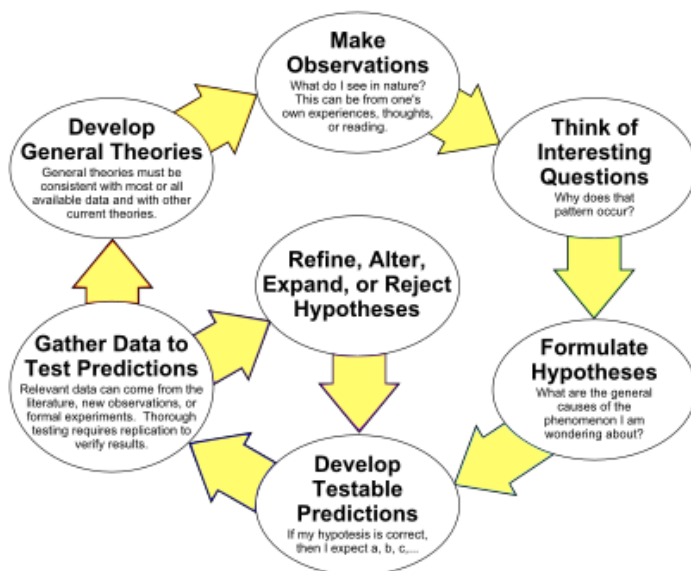 Make
Observations
What do I see in nature?
This can be from one's
own experiences, thoughts,
or reading.
Think of
Interesting
Questions
Why does that
pattern occur?
Formulate
Hypotheses
What are the general
causes of the
phenomenon I am
wondering about?
Develop
Testable
Predictions
If my hypotesis is correct,
then I expect a, b, c,...
Gather Data to
Test Predictions
Relevant data can come from the
literature, new observations, or
formal experiments. Thorough
testing requires replication to
verify results.
Refine, Alter,
Expand, or Reject
Hypotheses
Develop
General Theories
General theories must be
consistent with most or all
available data and with other
current theories.